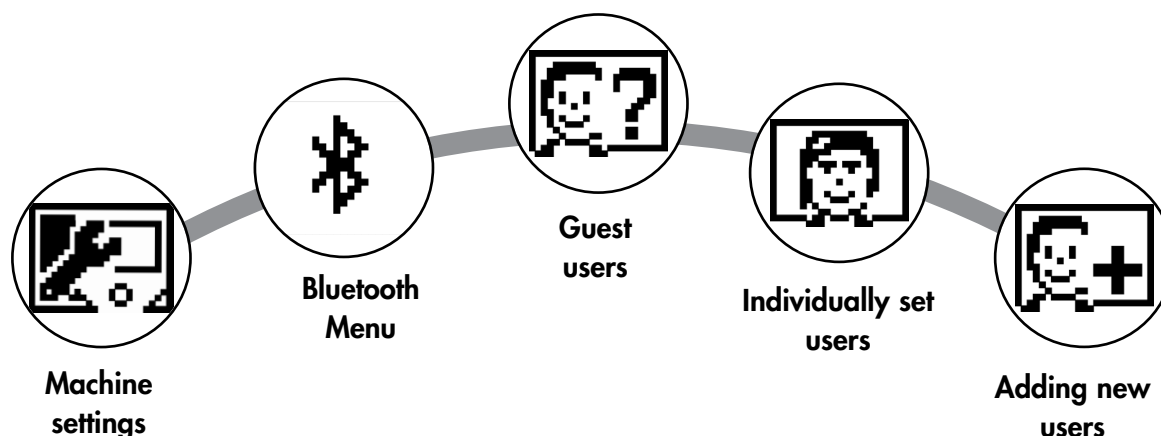 Machine
settings
Bluetooth
Menu
?
Guest
users
Individually set
users
+
Adding new
users